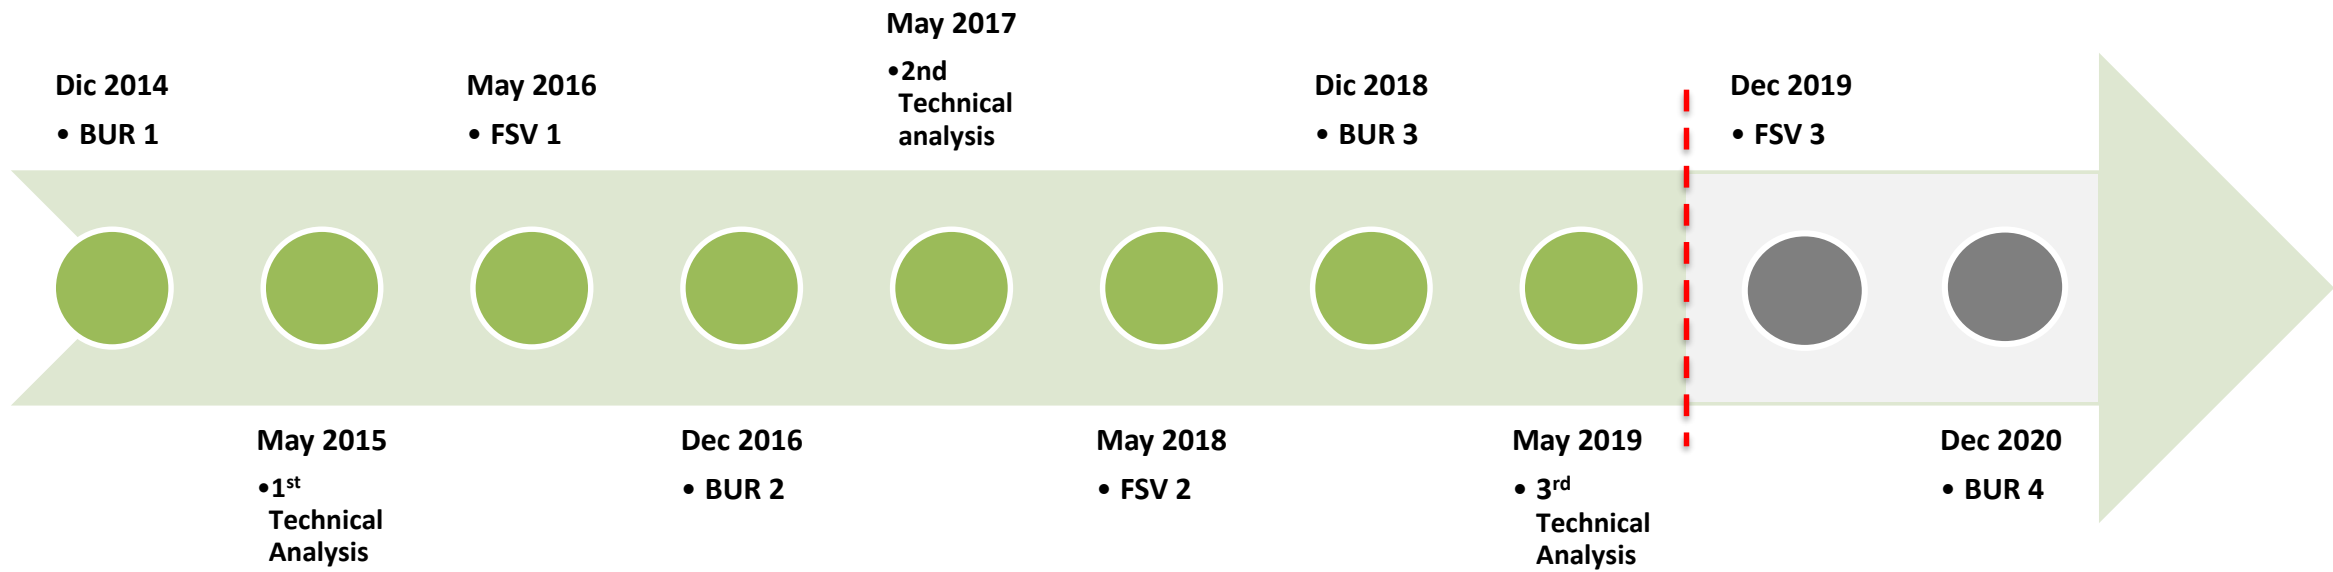 Dic 2014
• BUR 1
May 2015
•1st
Technical
Analysis
May 2016
• FSV 1
Dec 2016
• BUR 2
May 2017
•2nd
Technical
analysis
May 2018
• FSV 2
Dic 2018
• BUR 3
May 2019
• 3rd
Technical
Analysis
Dec 2019
• FSV 3
Dec 2020
• BUR 4